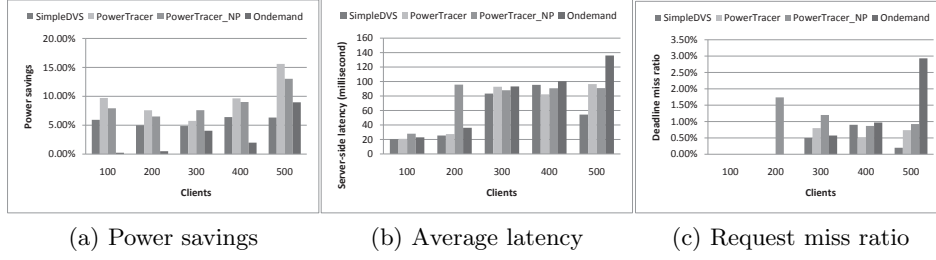 SimpleDVS PowerTracer PowerTracer_NP Ondemand
20.00%
15.00%
10.00%
5.00%
0.00%
Power savings
100 200 300 400 500
Clients
(a) Power savings
SimpleDVS PowerTracer PowerTracer_NP Ondemand
160
140
120
100
80
60
40
20
0
Server-side latency (millisecond)
100 200 300 400 500
Clients
(b) Average latency
SimpleDVS PowerTracer PowerTracer_NP Ondemand
3.50%
3.00%
2.50%
2.00%
1.50%
1.00%
0.50%
0.00%
Deadline miss ratio
100 200 300 400 500
Clients
(c) Request miss ratio